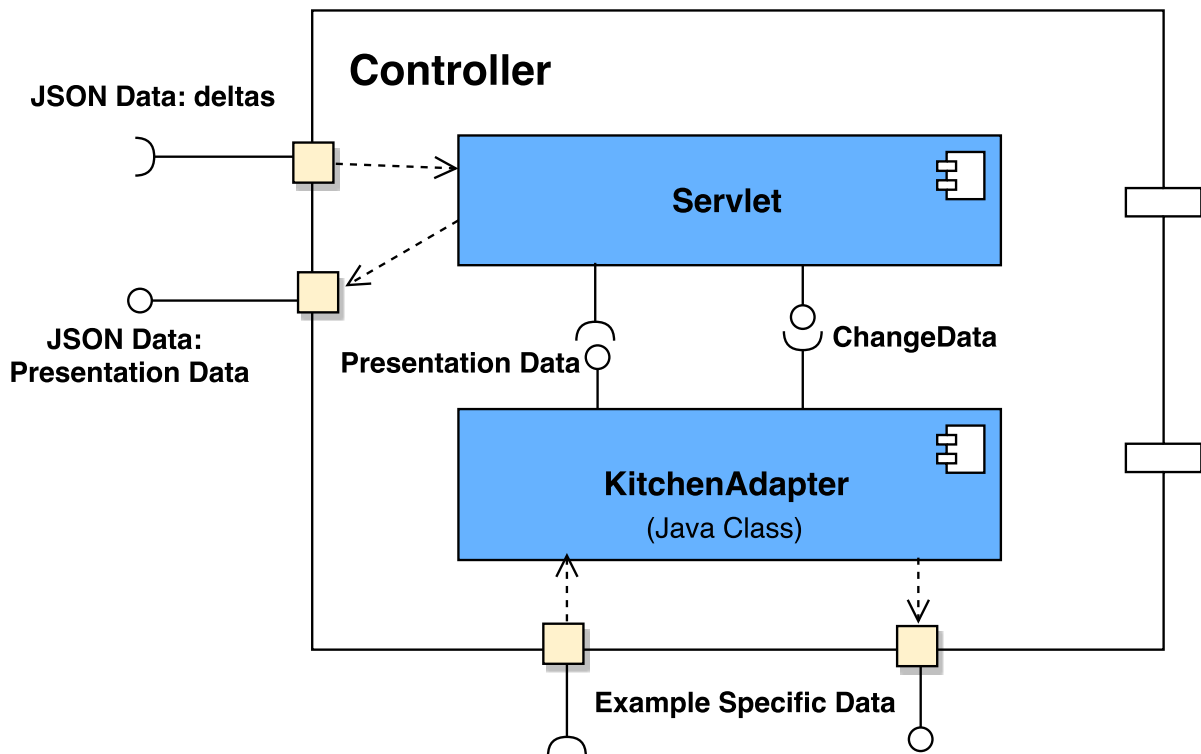 Controller
JSON Data: deltas
Servlet
JSON Data:
Presentation Data
Presentation Data
ChangeData
KitchenAdapter
(Java Class)
Example Specific Data